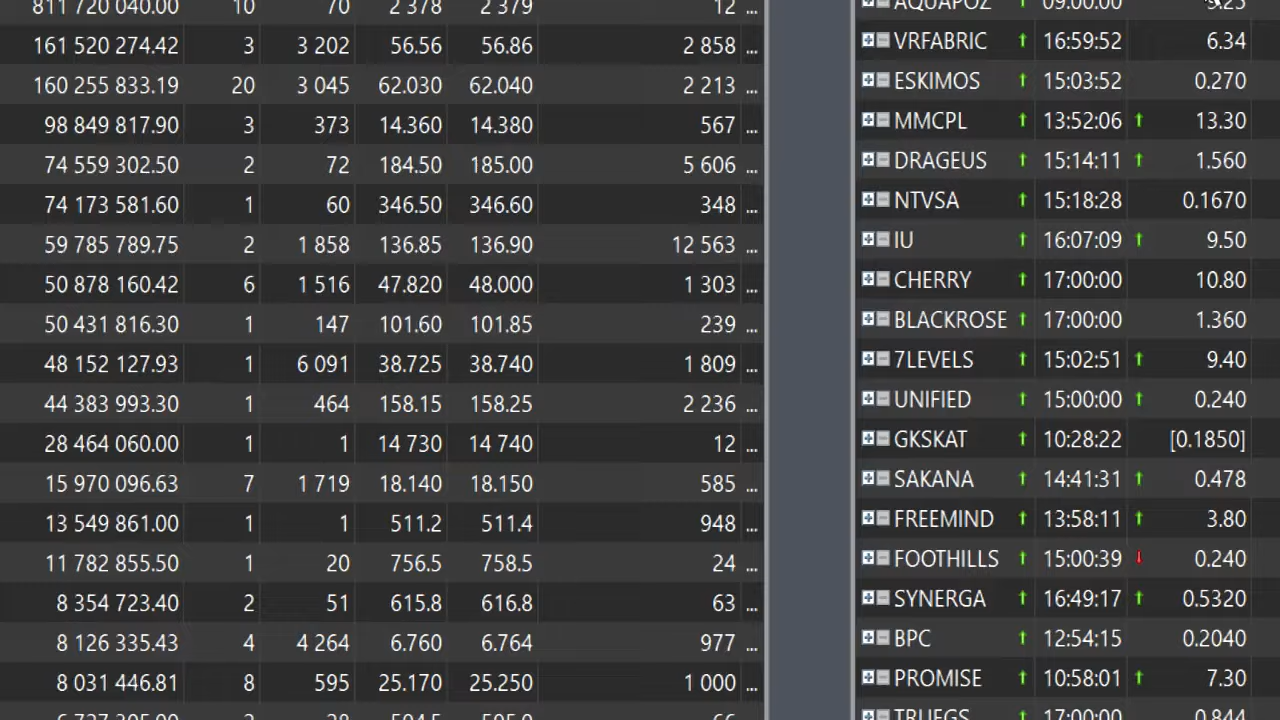 811 720 040.00 10 70 2 378 2 379 12 ...
161 520 274.42 3 3 202 56.56 56.86 2 858 ...
160 255 833.19 20 3 045 62.030 62.040 2 213 ...
98 849 817.90 3 373 14.360 14.380 567 ...
74 559 302.50 2 72 184.50 185.00 5 606 ...
74 173 581.60 1 60 346.50 346.60 348 ...
59 785 789.75 2 1 858 136.85 136.90 12 563 ...
50 878 160.42 6 1 516 47.820 48.000 1 303 ...
50 431 816.30 1 147 101.60 101.85 239 ...
48 152 127.93 1 6 091 38.725 38.740 1 809 ...
44 383 993.30 1 464 158.15 158.25 2 236 ...
28 464 060.00 1 1 14 730 14 740 12 ...
15 970 096.63 7 1 719 18.140 18.150 585 ...
13 549 861.00 1 1 511.2 511.4 948 ...
11 782 855.50 1 20 756.5 758.5 24 ...
8 354 723.40 2 51 615.8 616.8 63 ...
8 126 335.43 4 4 264 6.760 6.764 977 ...
8 031 446.81 8 595 25.170 25.250 1 000 ...
AQUAPOZ 09:00:00
VRFABRIC 16:59:52 6.34
ESKIMOS 15:03:52 0.270
MMCPL 13:52:06 13.30
DRAGEUS 15:14:11 1.560
NTVSA 15:18:28 0.1670
IU 16:07:09 9.50
CHERRY 17:00:00 10.80
BLACKROSE 17:00:00 1.360
7LEVELS 15:02:51 9.40
UNIFIED 15:00:00 0.240
GKSKAT 10:28:22 [0.1850]
SAKANA 14:41:31 0.478
FREEMIND 13:58:11 3.80
FOOTHILLS 15:00:39 0.240
SYNERGA 16:49:17 0.5320
BPC 12:54:15 0.2040
PROMISE 10:58:01 7.30
TRUEGS 17:00:00 0.844